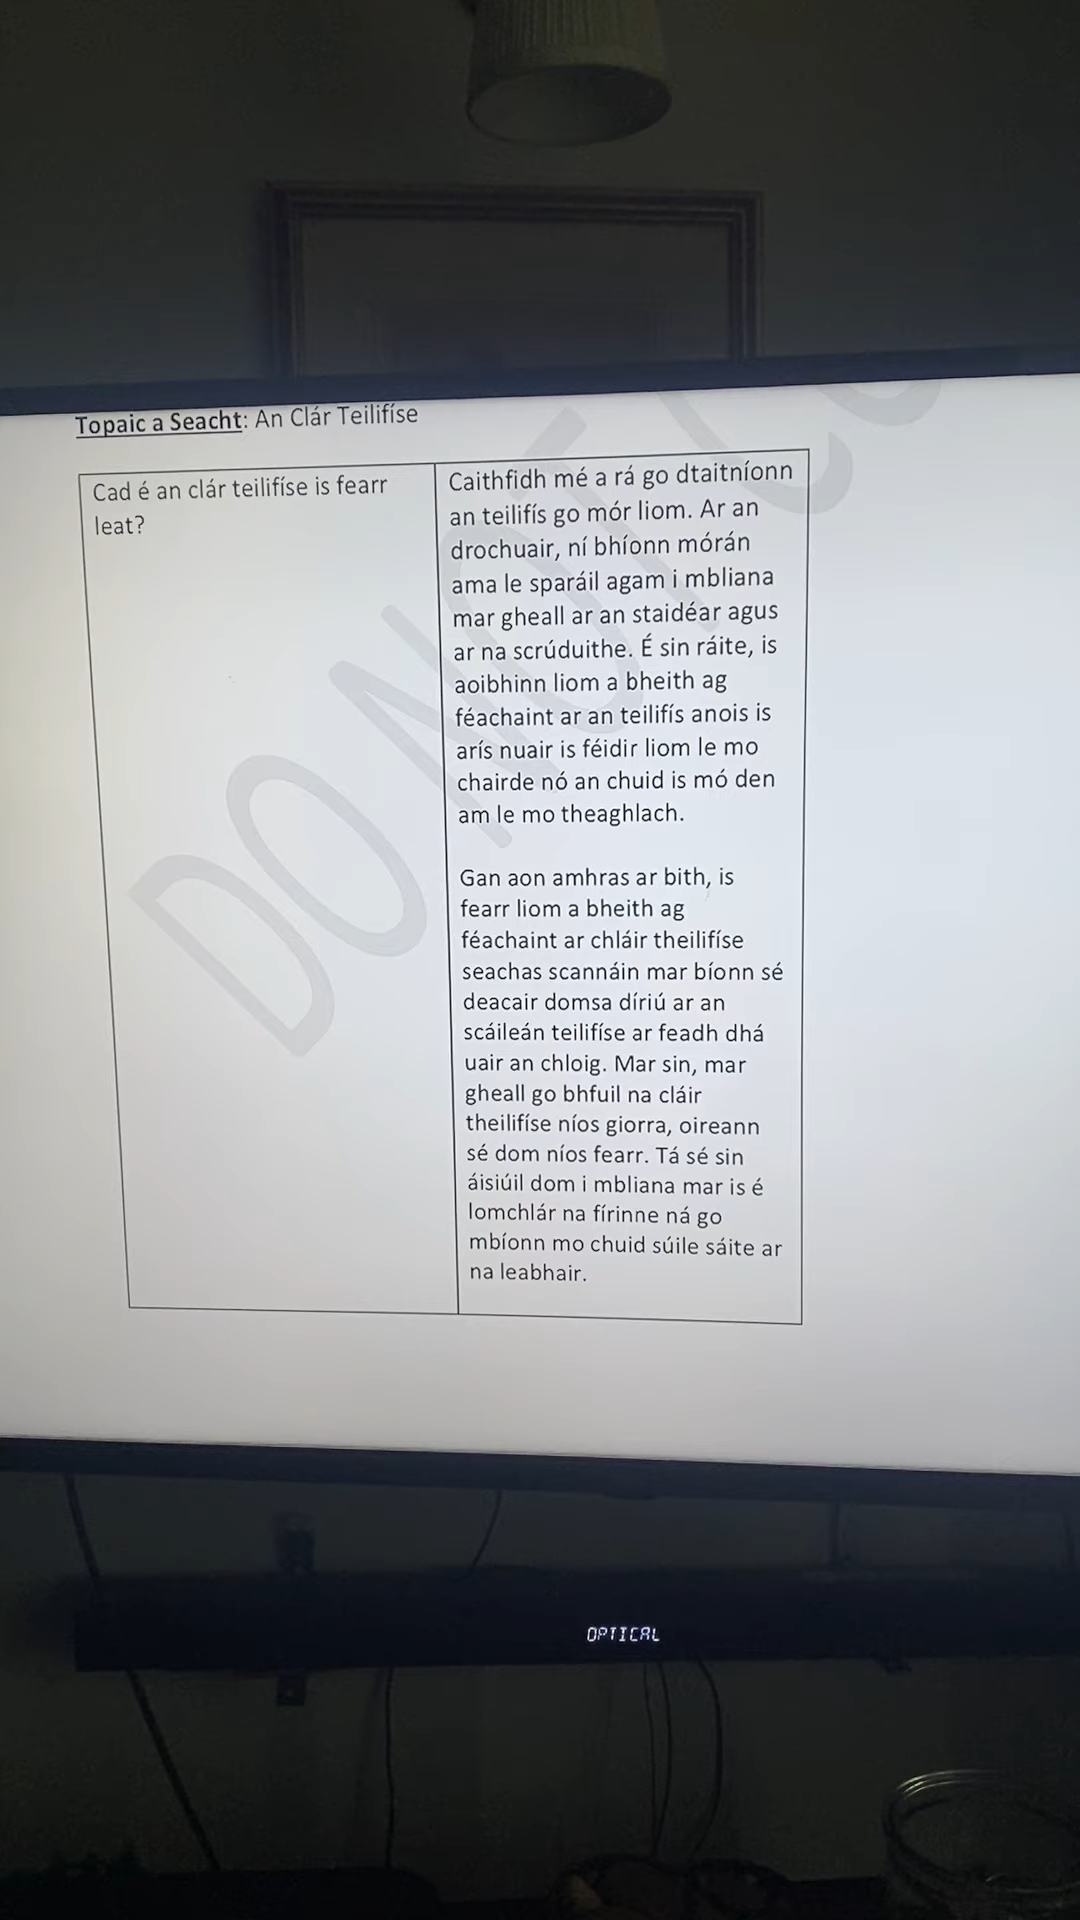 Topaic a Seacht: An Clár Teilifíse
Cad é an clár teilifíse is fearr
leat?
Caithfidh mé a rá go dtaitníonn
an teilifís go mór liom. Ar an
drochuair, ní bhíonn mórán
ama le sparáil agam i mbliana
mar gheall ar an staidéar agus
ar na scrúduithe. É sin ráite, is
aoibhinn liom a bheith ag
féachaint ar an teilifís anois is
arís nuair is féidir liom le mo
chairde nó an chuid is mó den
am le mo theaghlach.
Gan aon amhras ar bith, is
fearr liom a bheith ag
féachaint ar chláir theilifíse
seachas scannáin mar bíonn sé
deacair domsa díriú ar an
scáileán teilifíse ar feadh dhá
uair an chloig. Mar sin, mar
gheall go bhfuil na cláir
theilifíse níos giorra, oireann
sé dom níos fearr. Tá sé sin
áisiúil dom i mbliana mar is é
lomchlár na fírinne ná go
mbíonn mo chuid súile sáite ar
na leabhair.
DO NOT
OPTICAL